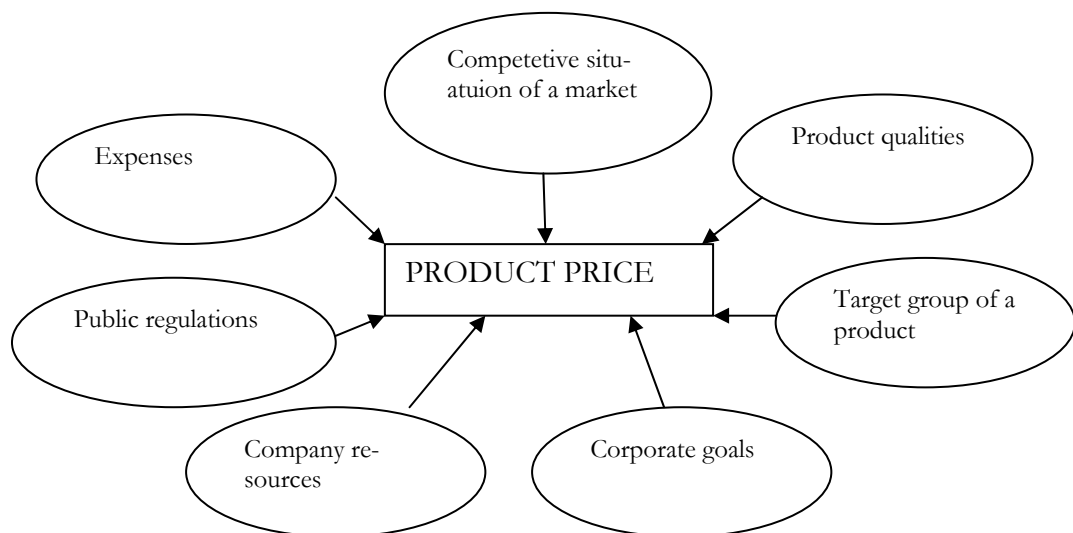 Competetive situ-
atuion of a market
Expenses
Product qualities
PRODUCT PRICE
Public regulations
Target group of a
product
Company re-
sources
Corporate goals